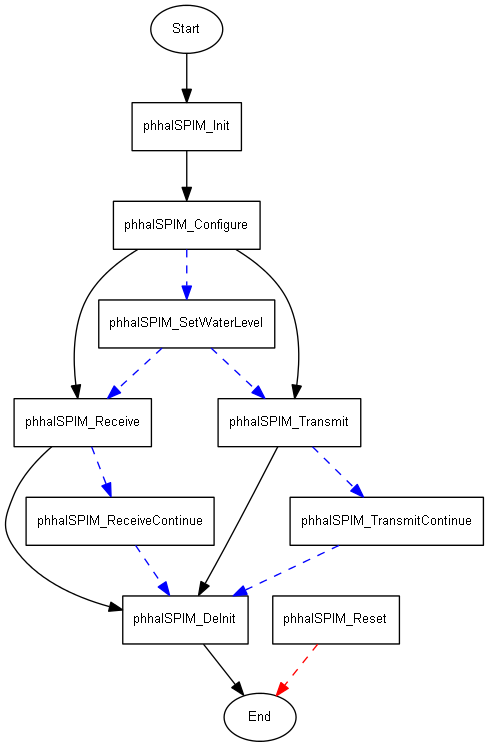 Start
phhalSPIM_Init
phhalSPIM_Configure
phhalSPIM_SetWaterLevel
phhalSPIM_Receive
phhalSPIM_Transmit
phhalSPIM_ReceiveContinue
phhalSPIM_TransmitContinue
phhalSPIM_DeInit
phhalSPIM_Reset
End